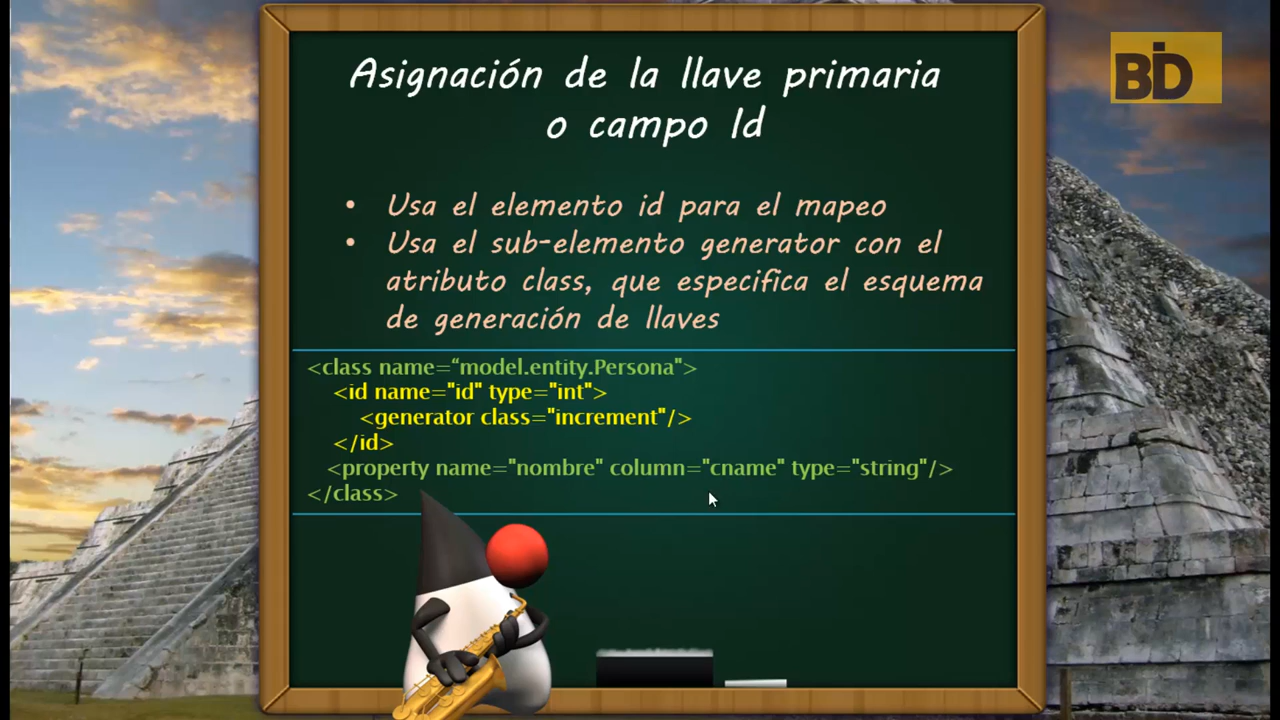 BID
Asignación de la llave primaria
o campo Id
• Usa el elemento id para el mapeo
• Usa el sub-elemento generator con el
atributo class, que especifica el esquema
de generación de llaves
<class name=“model.entity.Persona">
<id name="id" type="int">
<generator class="increment"/>
</id>
<property name="nombre" column="cname" type="string"/>
</class>